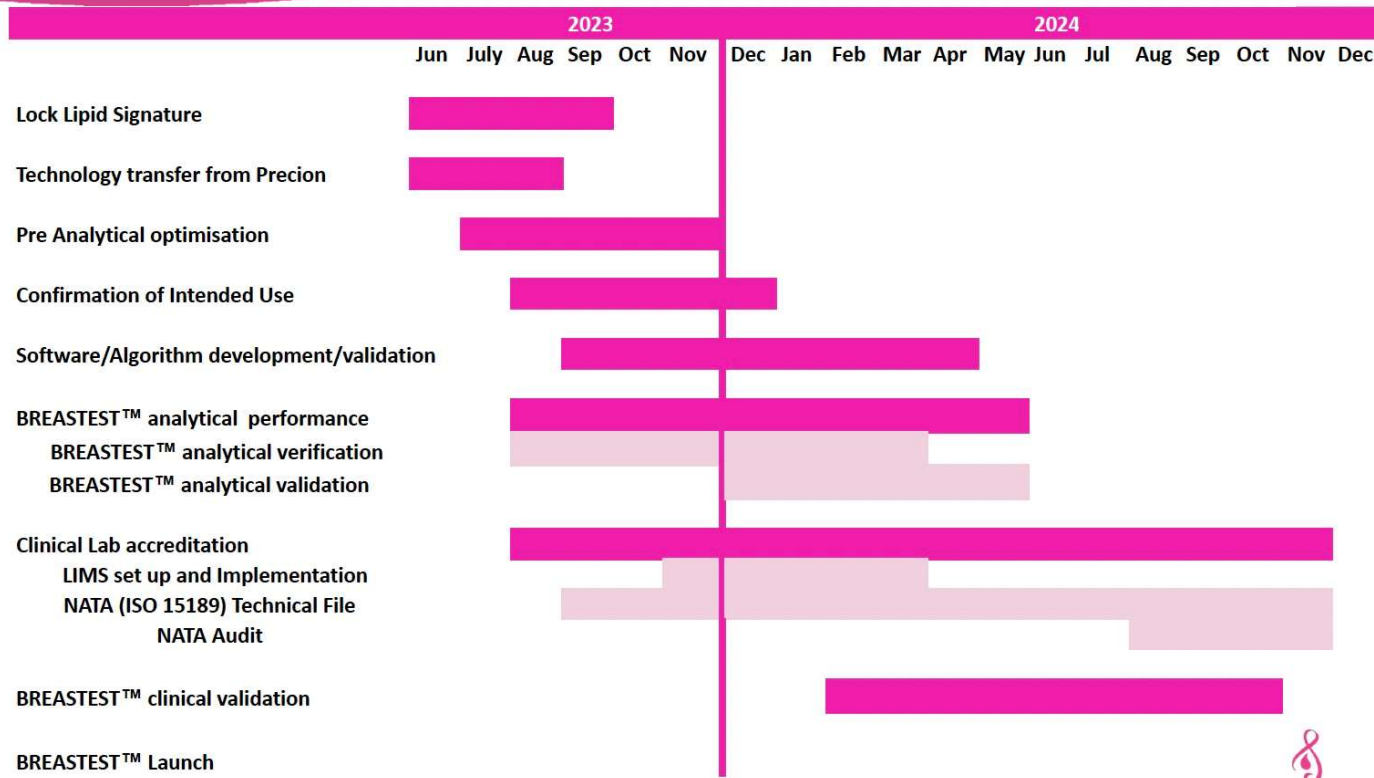 2023 2024
Jun July Aug Sep Oct Nov Dec Jan Feb Mar Apr May Jun Jul Aug Sep Oct Nov Dec
Lock Lipid Signature
Technology transfer from Precion
Pre Analytical optimisation
Confirmation of Intended Use
Software/Algorithm development/validation
BREASTEST™ analytical performance
BREASTEST™ analytical verification
BREASTEST™ analytical validation
Clinical Lab accreditation
LIMS set up and Implementation
NATA (ISO 15189) Technical File
NATA Audit
BREASTEST™ clinical validation
BREASTEST™ Launch